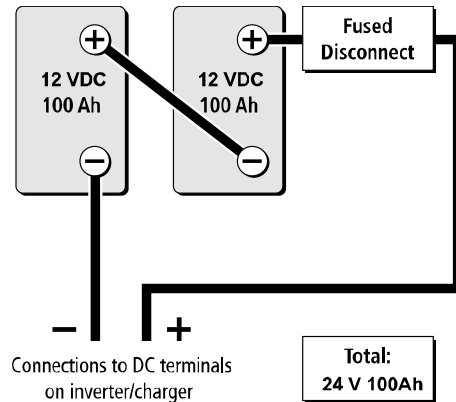 +
12 VDC
100 Ah
−
+
12 VDC
100 Ah
−
Fused
Disconnect
− +
Connections to DC terminals
on inverter/charger
Total:
24 V 100Ah